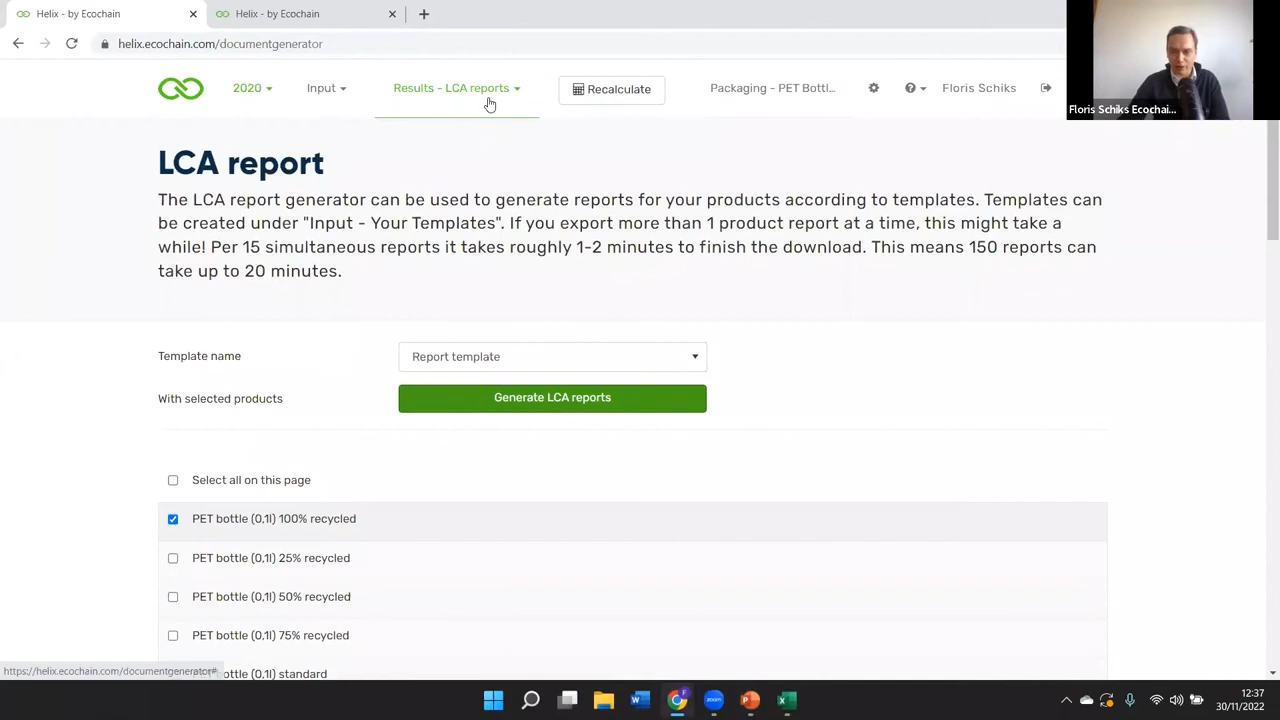 Helix - by Ecochain
Helix - by Ecochain
helix.ecochain.com/documentgenerator
2020
Input
Results - LCA reports
Recalculate
Packaging - PET Bottl...
Floris Schiks
Floris Schiks Ecochai...
LCA report
The LCA report generator can be used to generate reports for your products according to templates. Templates can
be created under "Input - Your Templates". If you export more than 1 product report at a time, this might take a
while! Per 15 simultaneous reports it takes roughly 1-2 minutes to finish the download. This means 150 reports can
take up to 20 minutes.
Template name
Report template
With selected products
Generate LCA reports
Select all on this page
PET bottle (0,1l) 100% recycled
PET bottle (0,1l) 25% recycled
PET bottle (0,1l) 50% recycled
PET bottle (0,1l) 75% recycled
https://helix.ecochain.com/documentgenerator#
ottle (0,1l) standard
12:37
30/11/2022